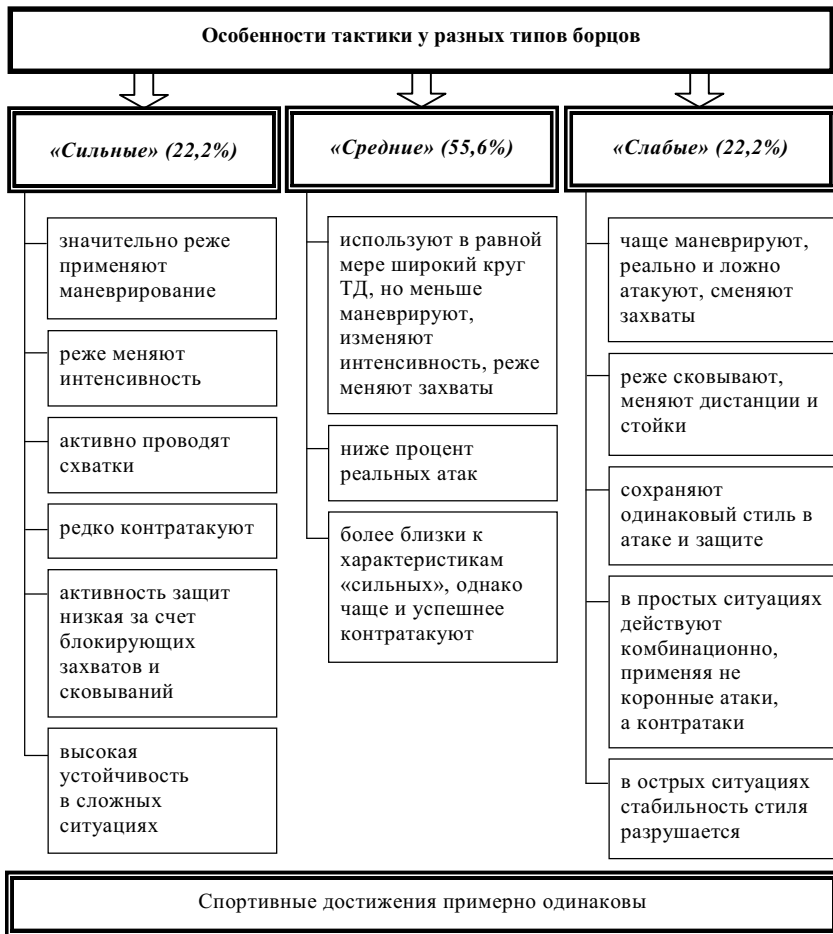 Особенности тактики у разных типов борцов
«Сильные» (22,2%)
значительно реже
применяют
маневрирование
реже меняют
интенсивность
активно проводят
схватки
редко контратакуют
активность защит
низкая за счет
блокирующих
захватов и
сковываний
высокая
устойчивость
в сложных
ситуациях
«Средние» (55,6%)
используют в равной
мере широкий круг
ТД, но меньше
маневрируют,
изменяют
интенсивность, реже
меняют захваты
ниже процент
реальных атак
более близки к
характеристикам
«сильных», однако
чаще и успешнее
контратакуют
«Слабые» (22,2%)
чаще маневрируют,
реально и ложно
атакуют, сменяют
захваты
реже сковывают,
меняют дистанции и
стойки
сохраняют
одинаковый стиль в
атаке и защите
в простых ситуациях
действуют
комбинационно,
применяя не
коронные атаки,
а контратаки
в острых ситуациях
стабильность стиля
разрушается
Спортивные достижения примерно одинаковы